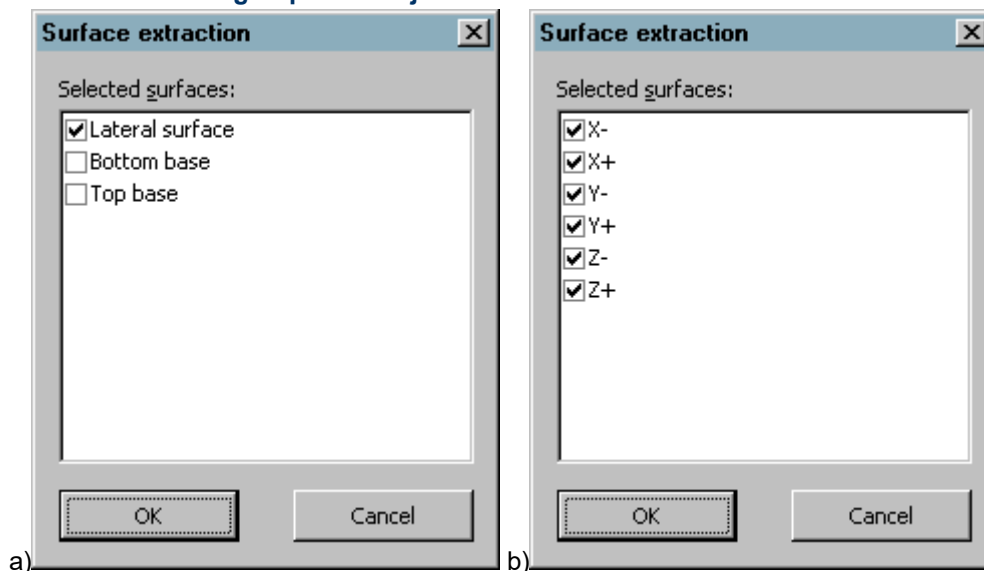 Surface extraction
Selected surfaces:
Lateral surface
Bottom base
Top base
OK Cancel
a)
Surface extraction
Selected surfaces:
X-
X+
Y-
Y+
Z-
Z+
OK Cancel
b)